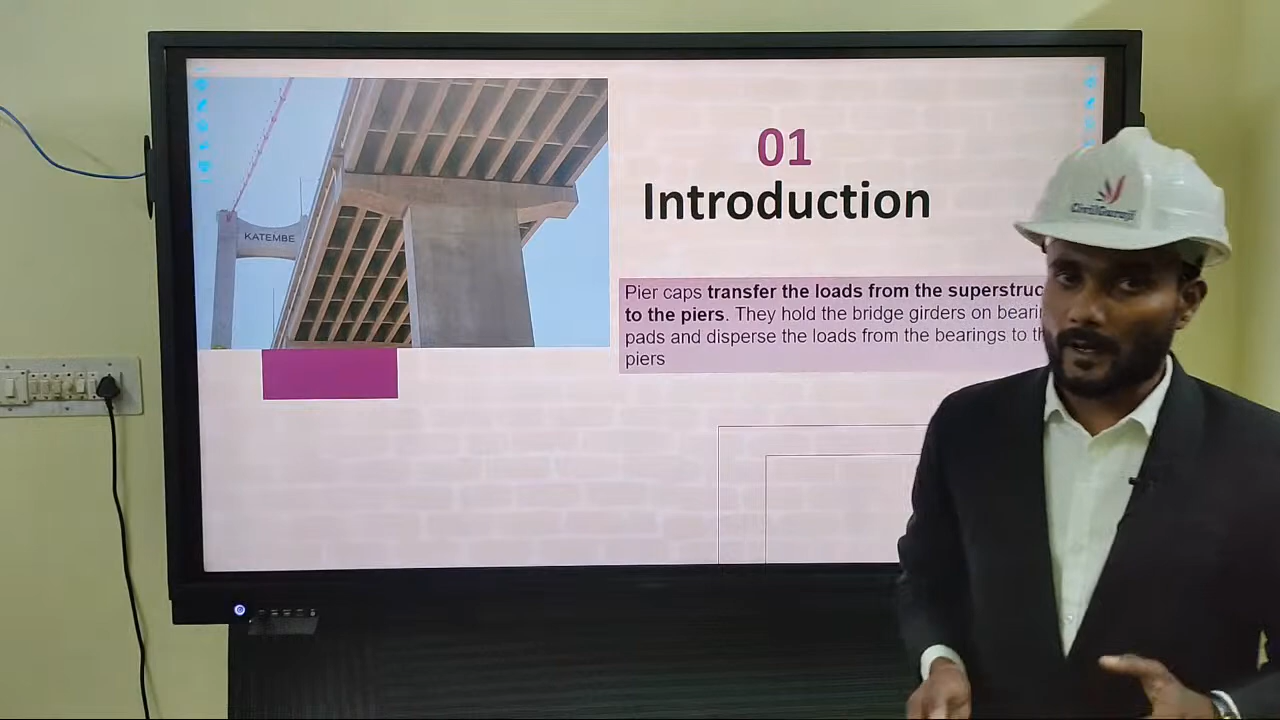 KATEMBE
01
Introduction
Pier caps transfer the loads from the superstruc
to the piers. They hold the bridge girders on bearin
pads and disperse the loads from the bearings to th
piers